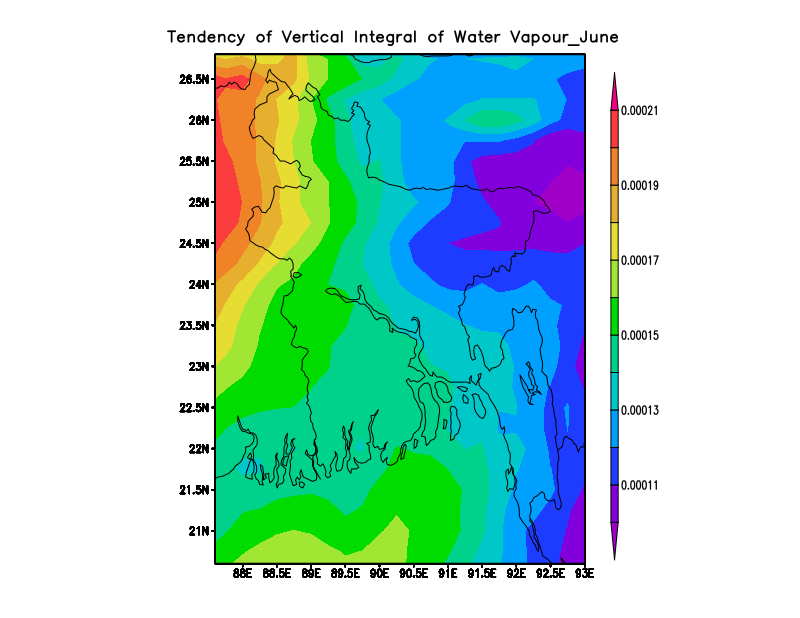 Tendency of Vertical Integral of Water Vapour_June
26.5N
26N
25.5N
25N
24.5N
24N
23.5N
23N
22.5N
22N
21.5N
21N
88E 88.5E 89E 89.5E 90E 90.5E 91E 91.5E 92E 92.5E 93E
0.00021
0.00019
0.00017
0.00015
0.00013
0.00011